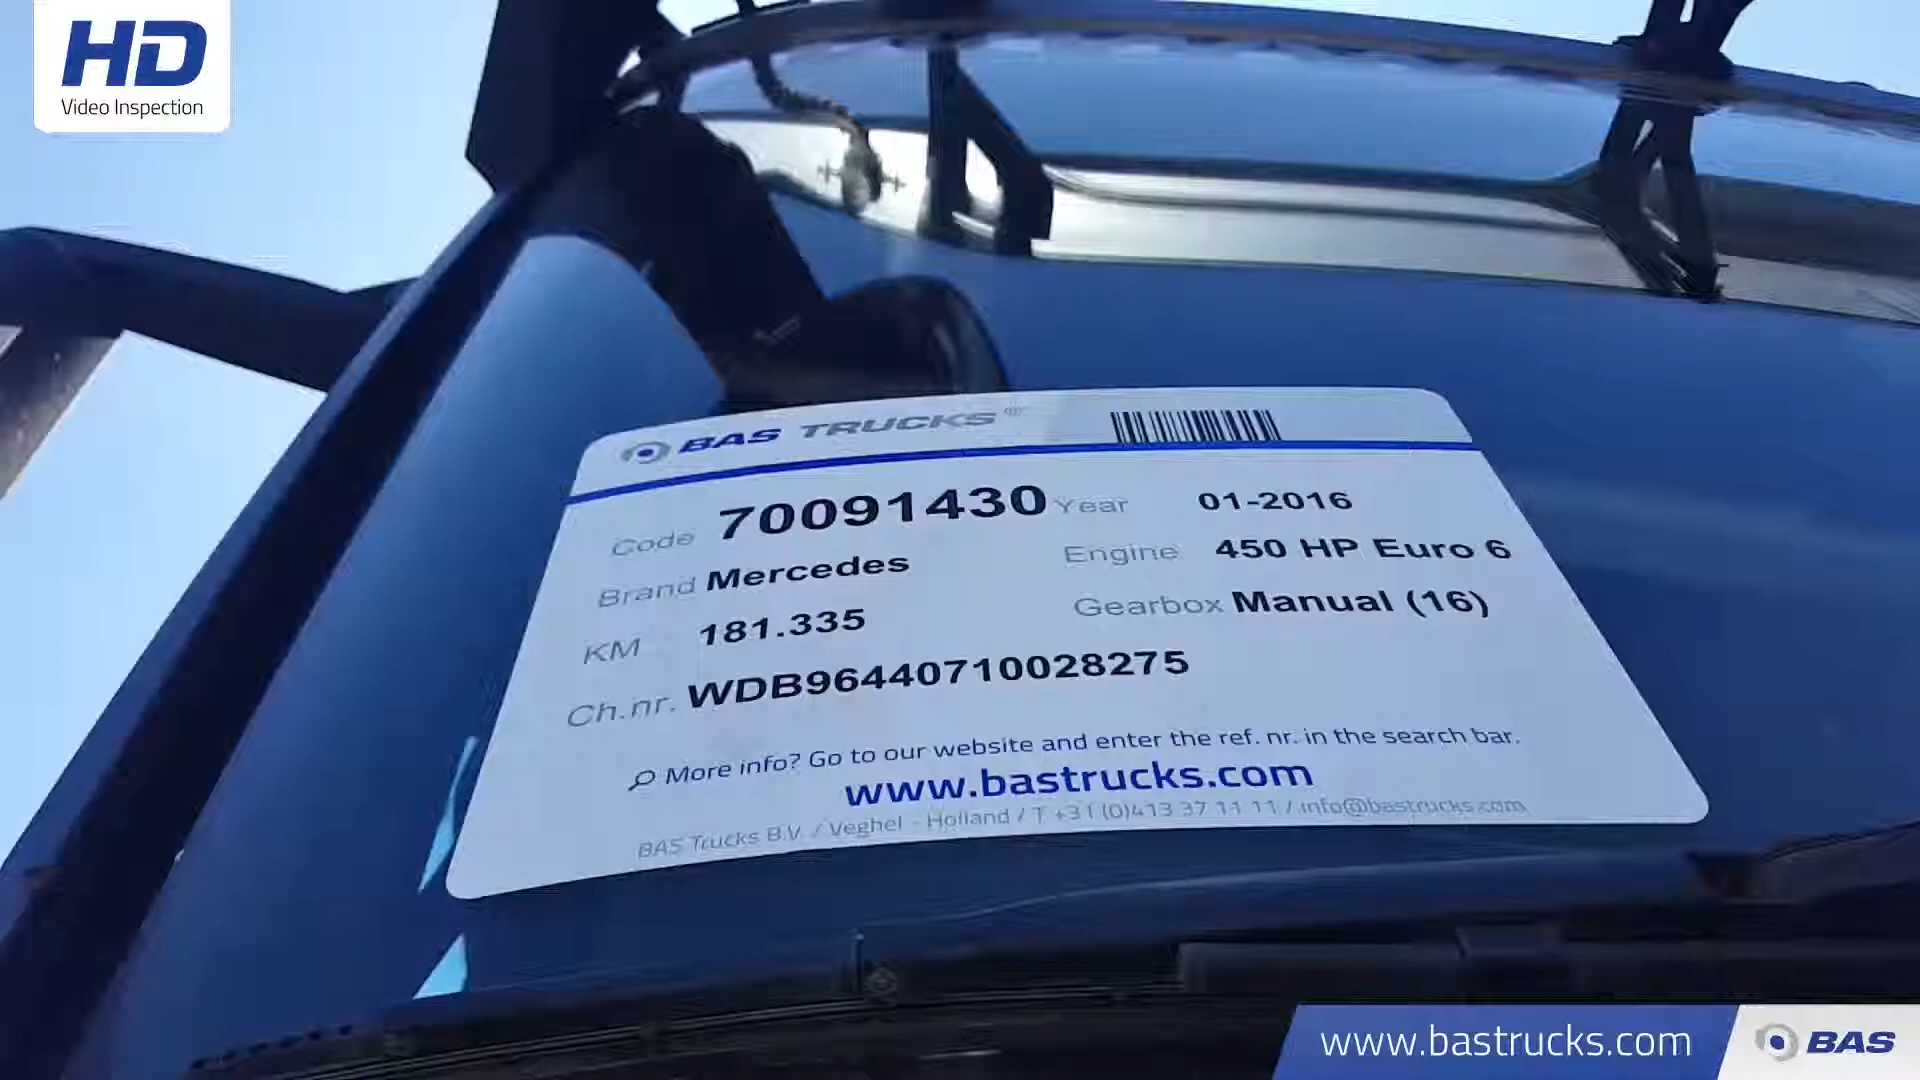 HD
Video Inspection
BAS TRUCKS
Code 70091430 Year 01-2016
Brand Mercedes Engine 450 HP Euro 6
KM 181.335 Gearbox Manual (16)
Ch.nr. WDB96440710028275
More info? Go to our website and enter the ref. nr. in the search bar.
www.bastrucks.com
BAS Trucks B.V. / Veghel - Holland / T +31(0)413 37 11 11 / info@bastrucks.com
www.bastrucks.com BAS